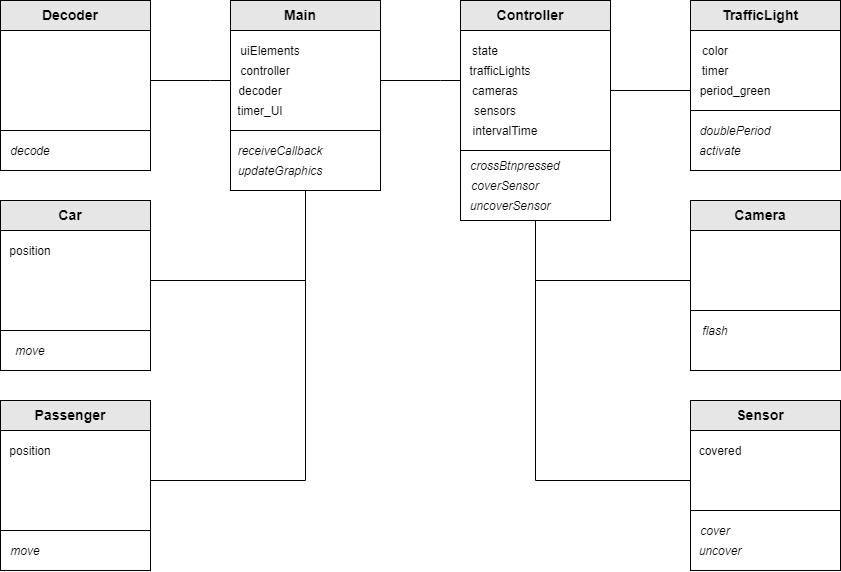 Decoder
decode
Main
uiElements
controller
decoder
timer_UI
receiveCallback
updateGraphics
Controller
state
trafficLights
cameras
sensors
intervalTime
crossBtnpressed
coverSensor
uncoverSensor
TrafficLight
color
timer
period_green
doublePeriod
activate
Car
position
move
Camera
flash
Passenger
position
move
Sensor
covered
cover
uncover